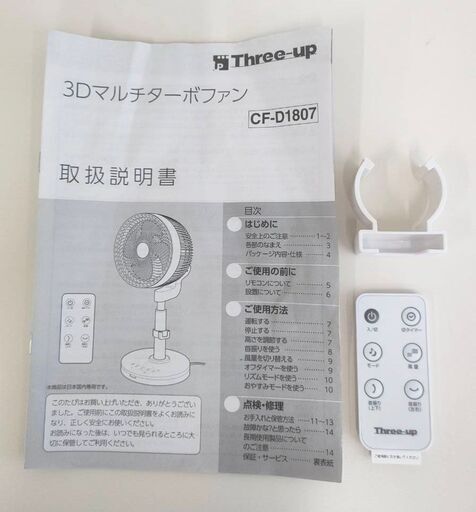 Three-up
3Dマルチターボファン
CF-D1807
取扱説明書
目次
はじめに
安全上のご注意 ………… 1~2
各部のなまえ ………… 3
パッケージ内容・仕様 ………… 4
ご使用の前に
リモコンについて ………… 5
設置について ………… 6
ご使用方法
運転する ………… 7
停止する ………… 7
高さを調節する ………… 7
首振りを使う ………… 8
風量を切り替える ………… 9
オフタイマーを使う ………… 9
リズムモードを使う ………… 10
おやすみモードを使う ………… 10
点検・修理
お手入れと保管方法 ………… 11~13
故障かな?と思ったら ………… 14
長期使用製品について
のご注意 ………… 14
保証・サービス ………… 裏表紙
本商品は日本国内専用です。
このたびはお買い上げいただき、ありがとうござい
ました。ご使用前にこの取扱説明書をよくお読みに
なり、正しく安全にお使いください。
お読みになった後は、いつでも見られるところに大
切に保管してご利用ください。
入/切
切タイマー
モード
風量
首振り
(上下)
首振り
(左右)
Three-up